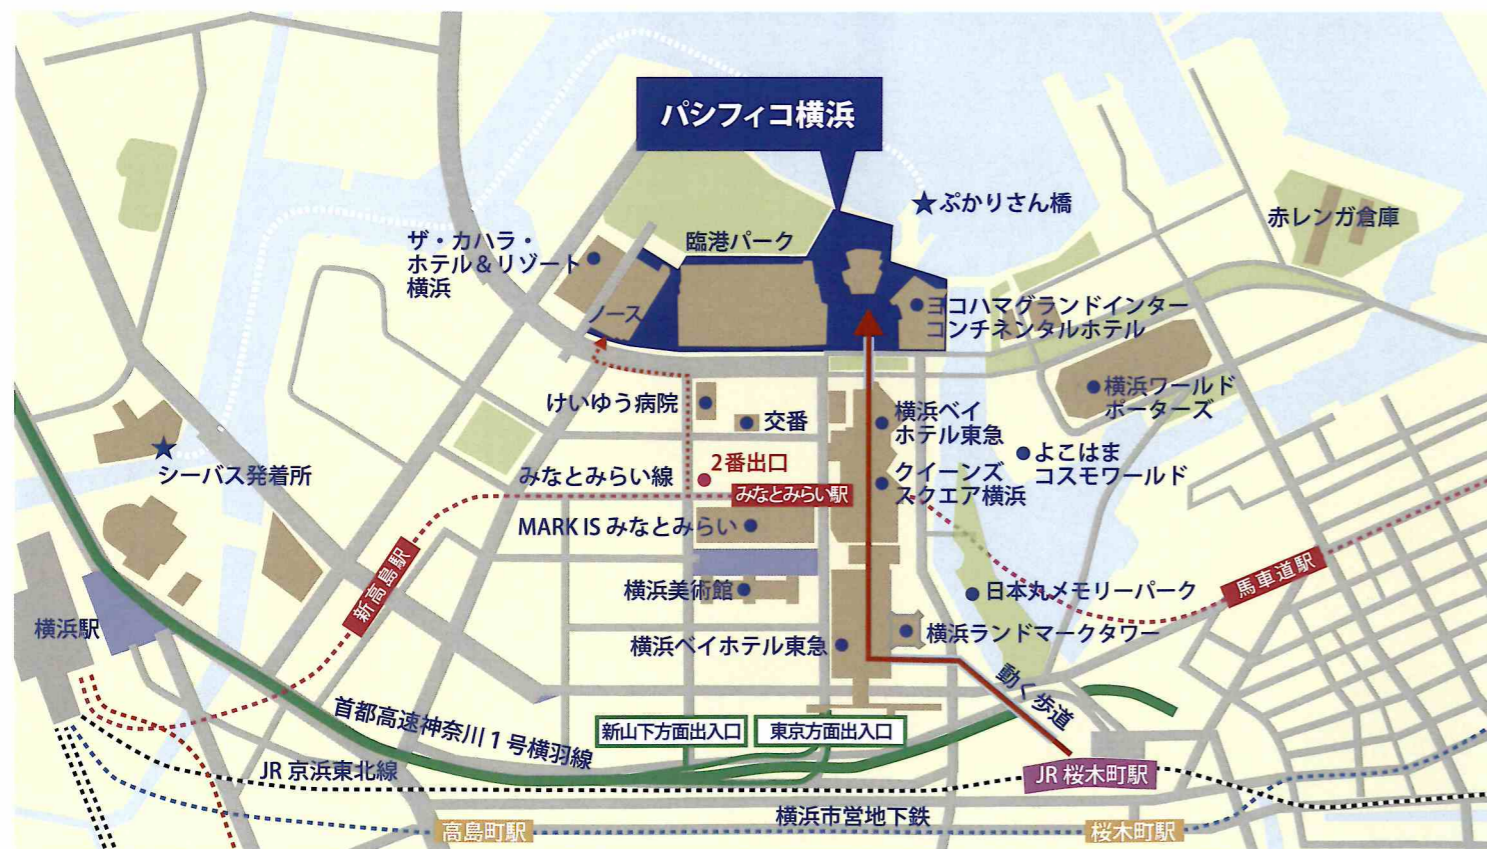 パシフィコ横浜
ぷかりさん橋
赤レンガ倉庫
ザ・カハラ・
ホテル＆リゾート
横浜
臨港パーク
ノース
ヨコハマグランドインター
コンチネンタルホテル
横浜ワールド
ポーターズ
けいゆう病院
交番
横浜ベイ
ホテル東急
よこはま
コスモワールド
シーバス発着所
みなとみらい線
2番出口
みなとみらい駅
クイーンズ
スクエア横浜
MARK IS みなとみらい
新高島駅
横浜美術館
日本丸メモリーパーク
馬車道駅
横浜駅
横浜ベイホテル東急
横浜ランドマークタワー
動く歩道
首都高速神奈川1号横羽線
新山下方面出入口
東京方面出入口
JR 京浜東北線
JR 桜木町駅
横浜市営地下鉄
高島町駅
桜木町駅